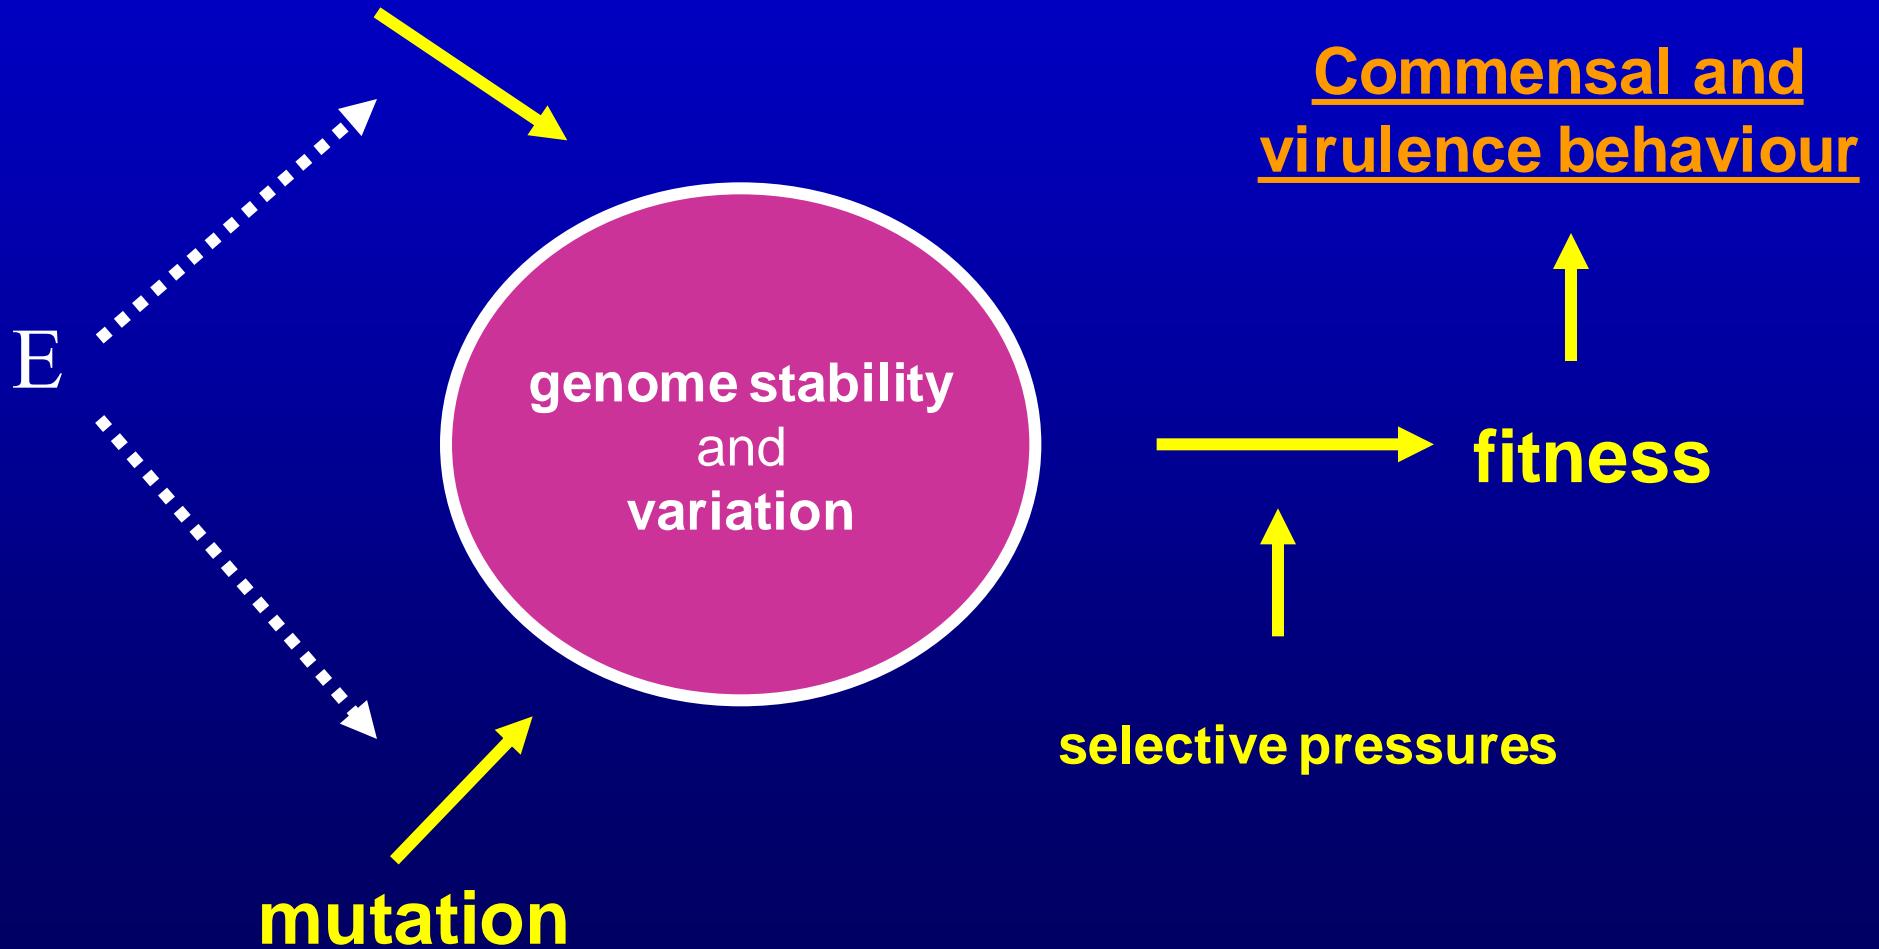 Commensal and
virulence behaviour
E
genome stability
and
variation
fitness
selective pressures
mutation